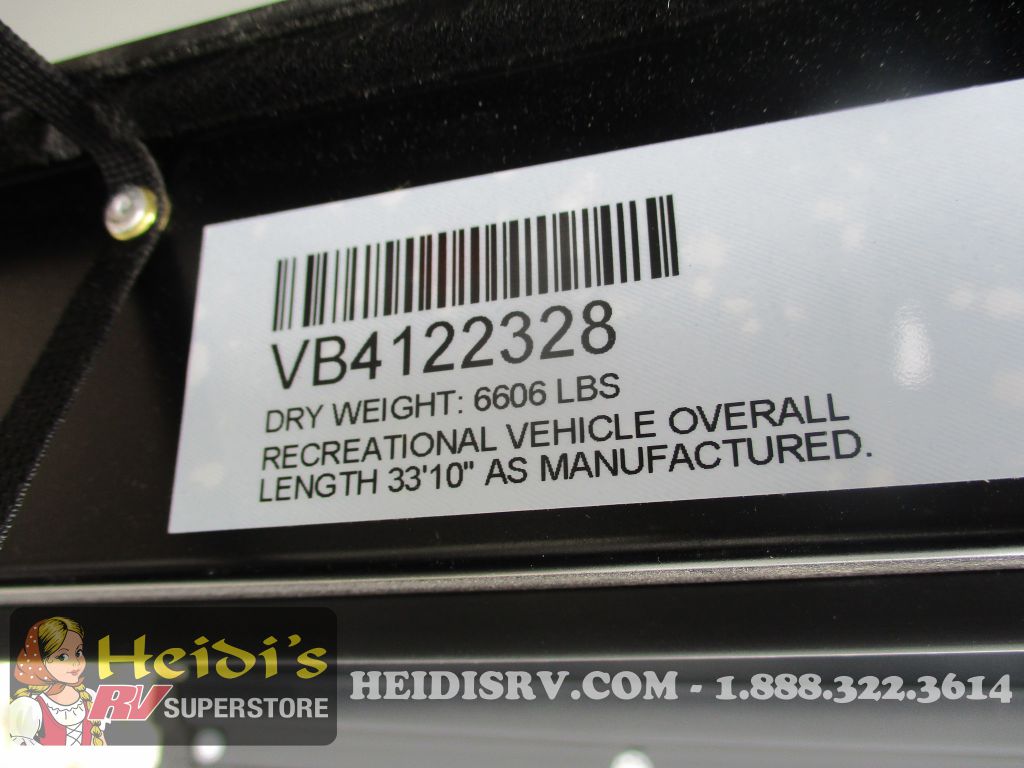 VB4122328
DRY WEIGHT: 6606 LBS
RECREATIONAL VEHICLE OVERALL
LENGTH 33'10" AS MANUFACTURED.
Heidi's
RV SUPERSTORE
HEIDISRV.COM - 1.888.322.3614